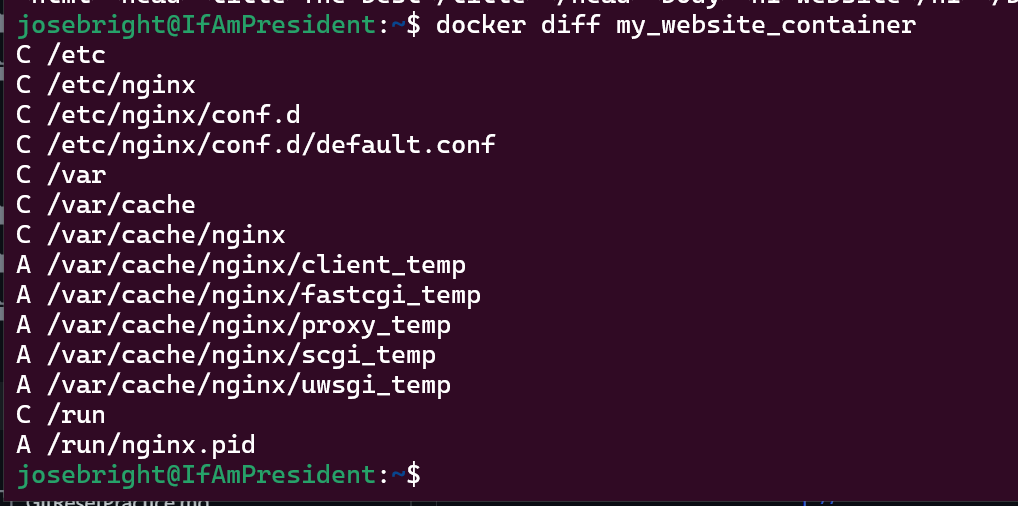 josebright@IfAmPresident:~$ docker diff my_website_container
C /etc
C /etc/nginx
C /etc/nginx/conf.d
C /etc/nginx/conf.d/default.conf
C /var
C /var/cache
C /var/cache/nginx
A /var/cache/nginx/client_temp
A /var/cache/nginx/fastcgi_temp
A /var/cache/nginx/proxy_temp
A /var/cache/nginx/scgi_temp
A /var/cache/nginx/uwsgi_temp
C /run
A /run/nginx.pid
josebright@IfAmPresident:~$